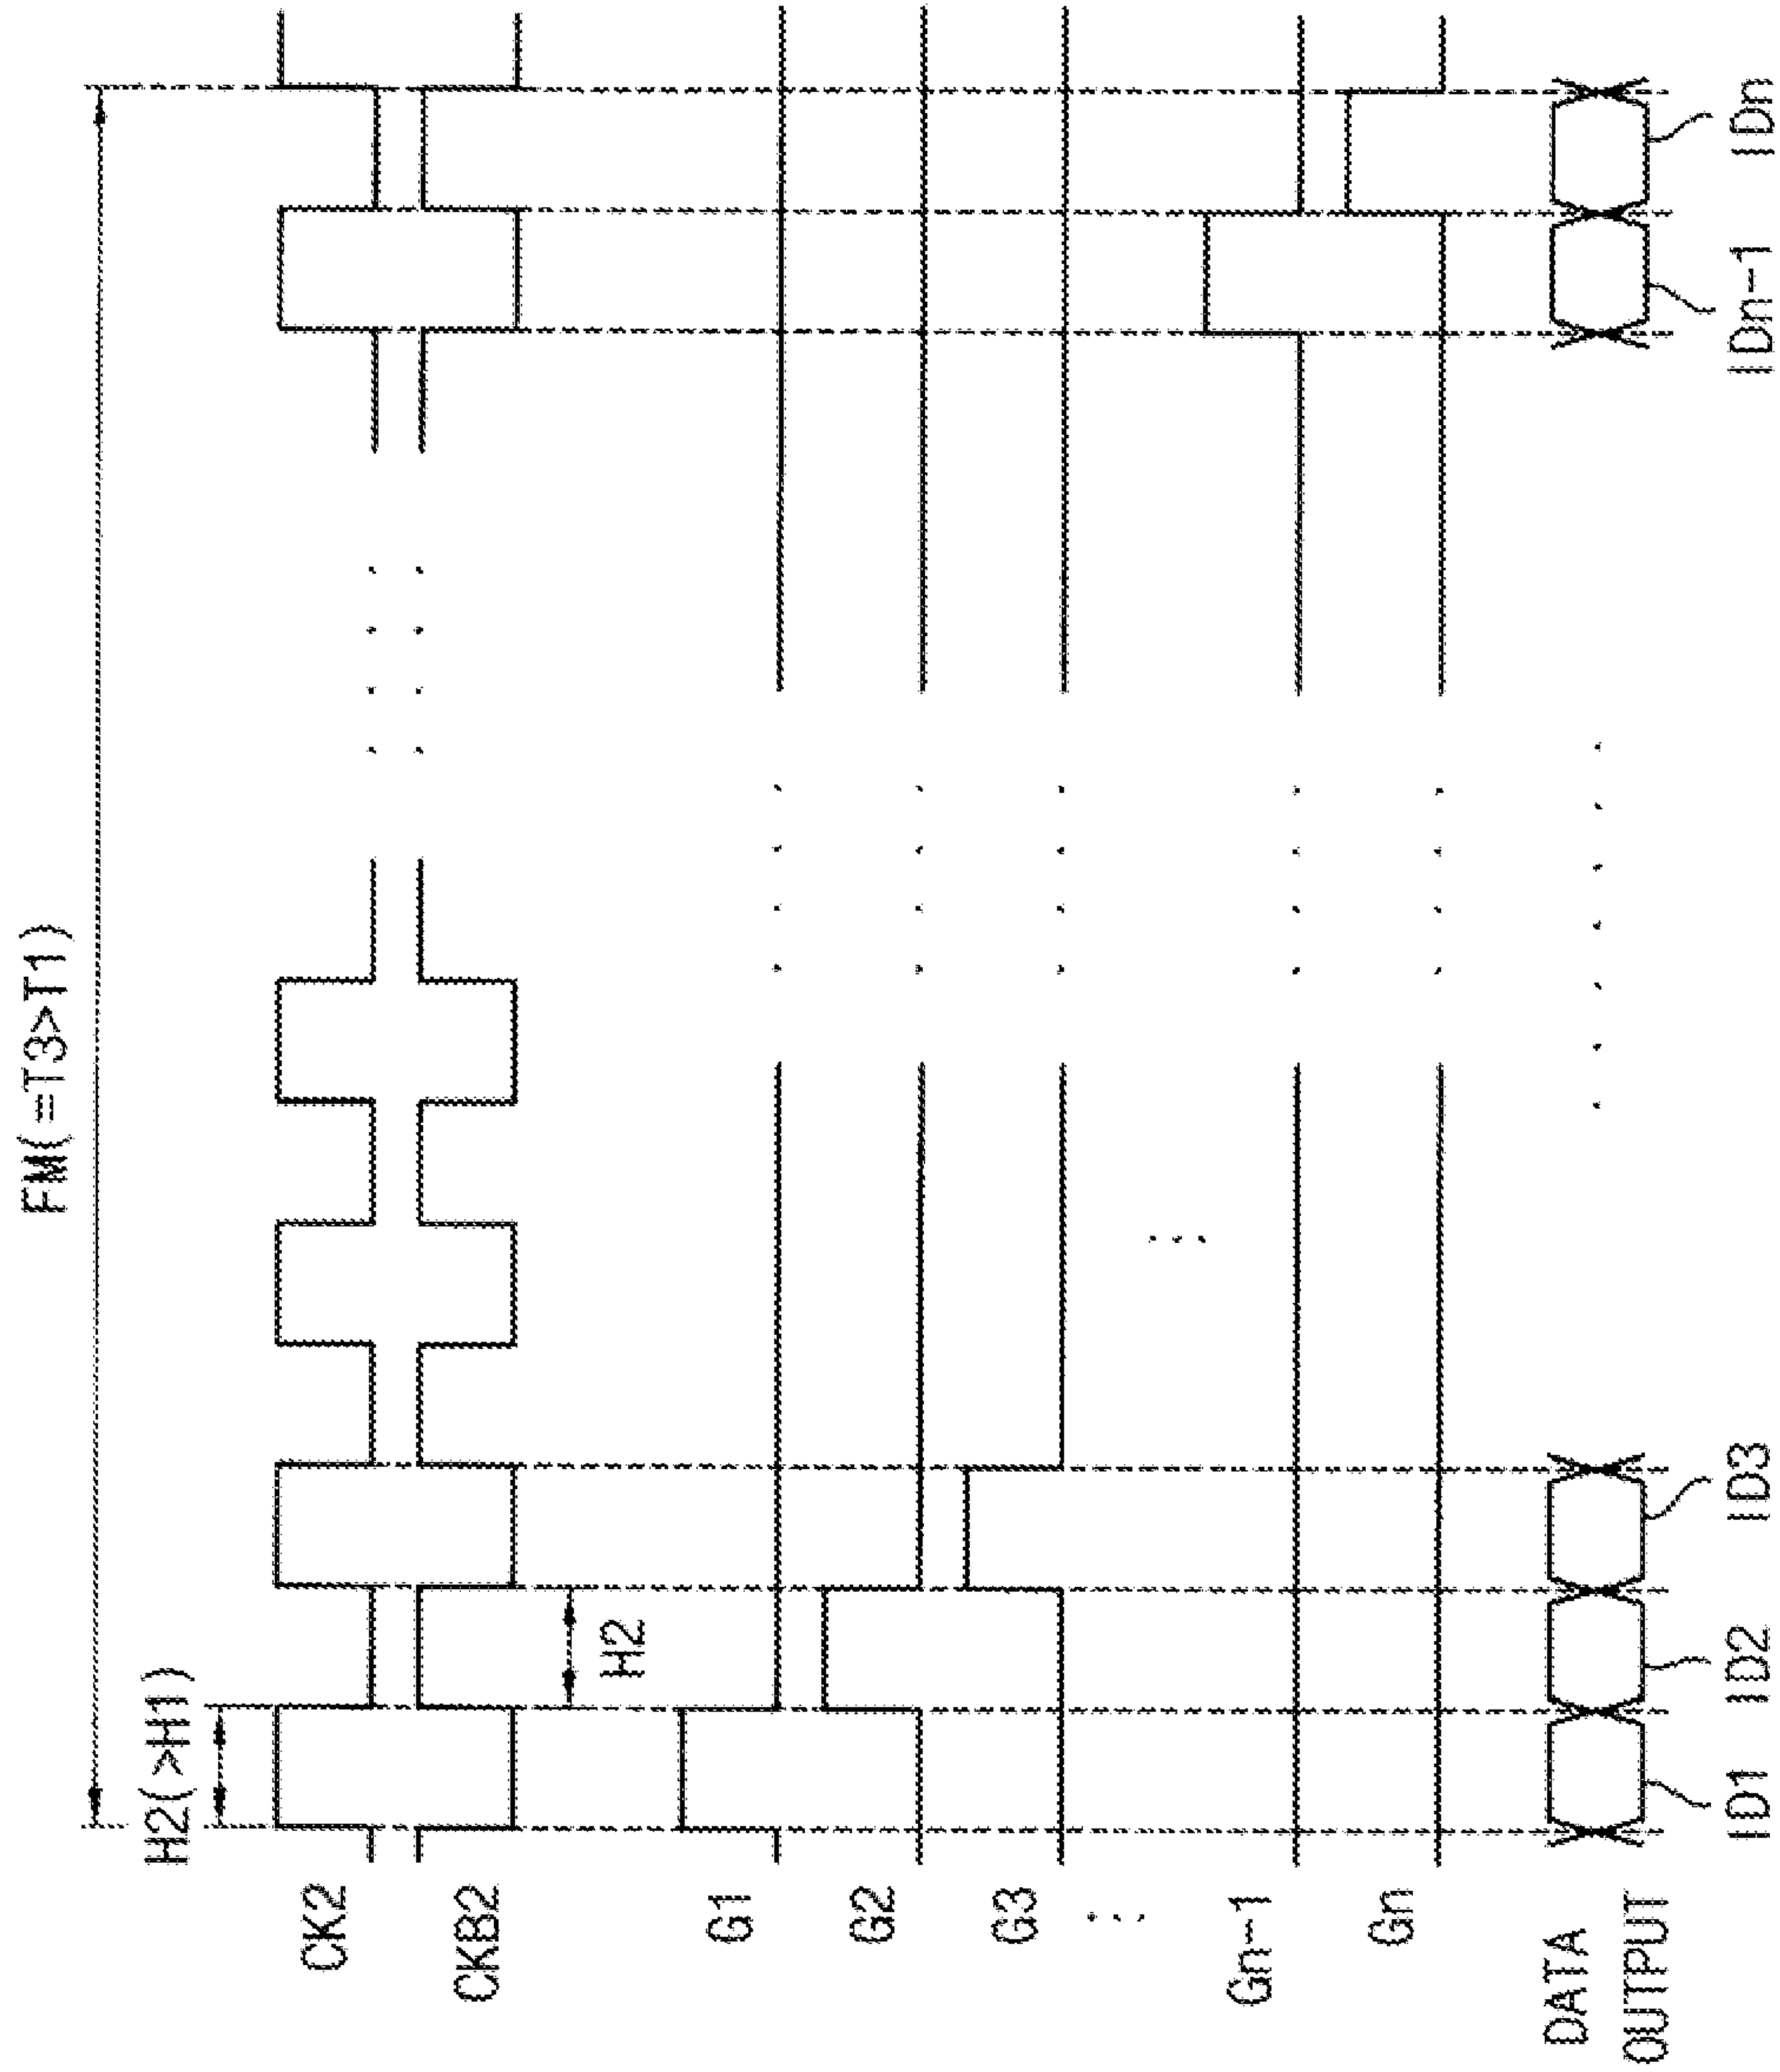 FM(=T3>T1)
H2(>H1)
CK2
CKB2
H2
G1
G2
G3
Gn-1
Gn
DATA
OUTPUT
ID1 ID2 ID3 IDn-1 IDn